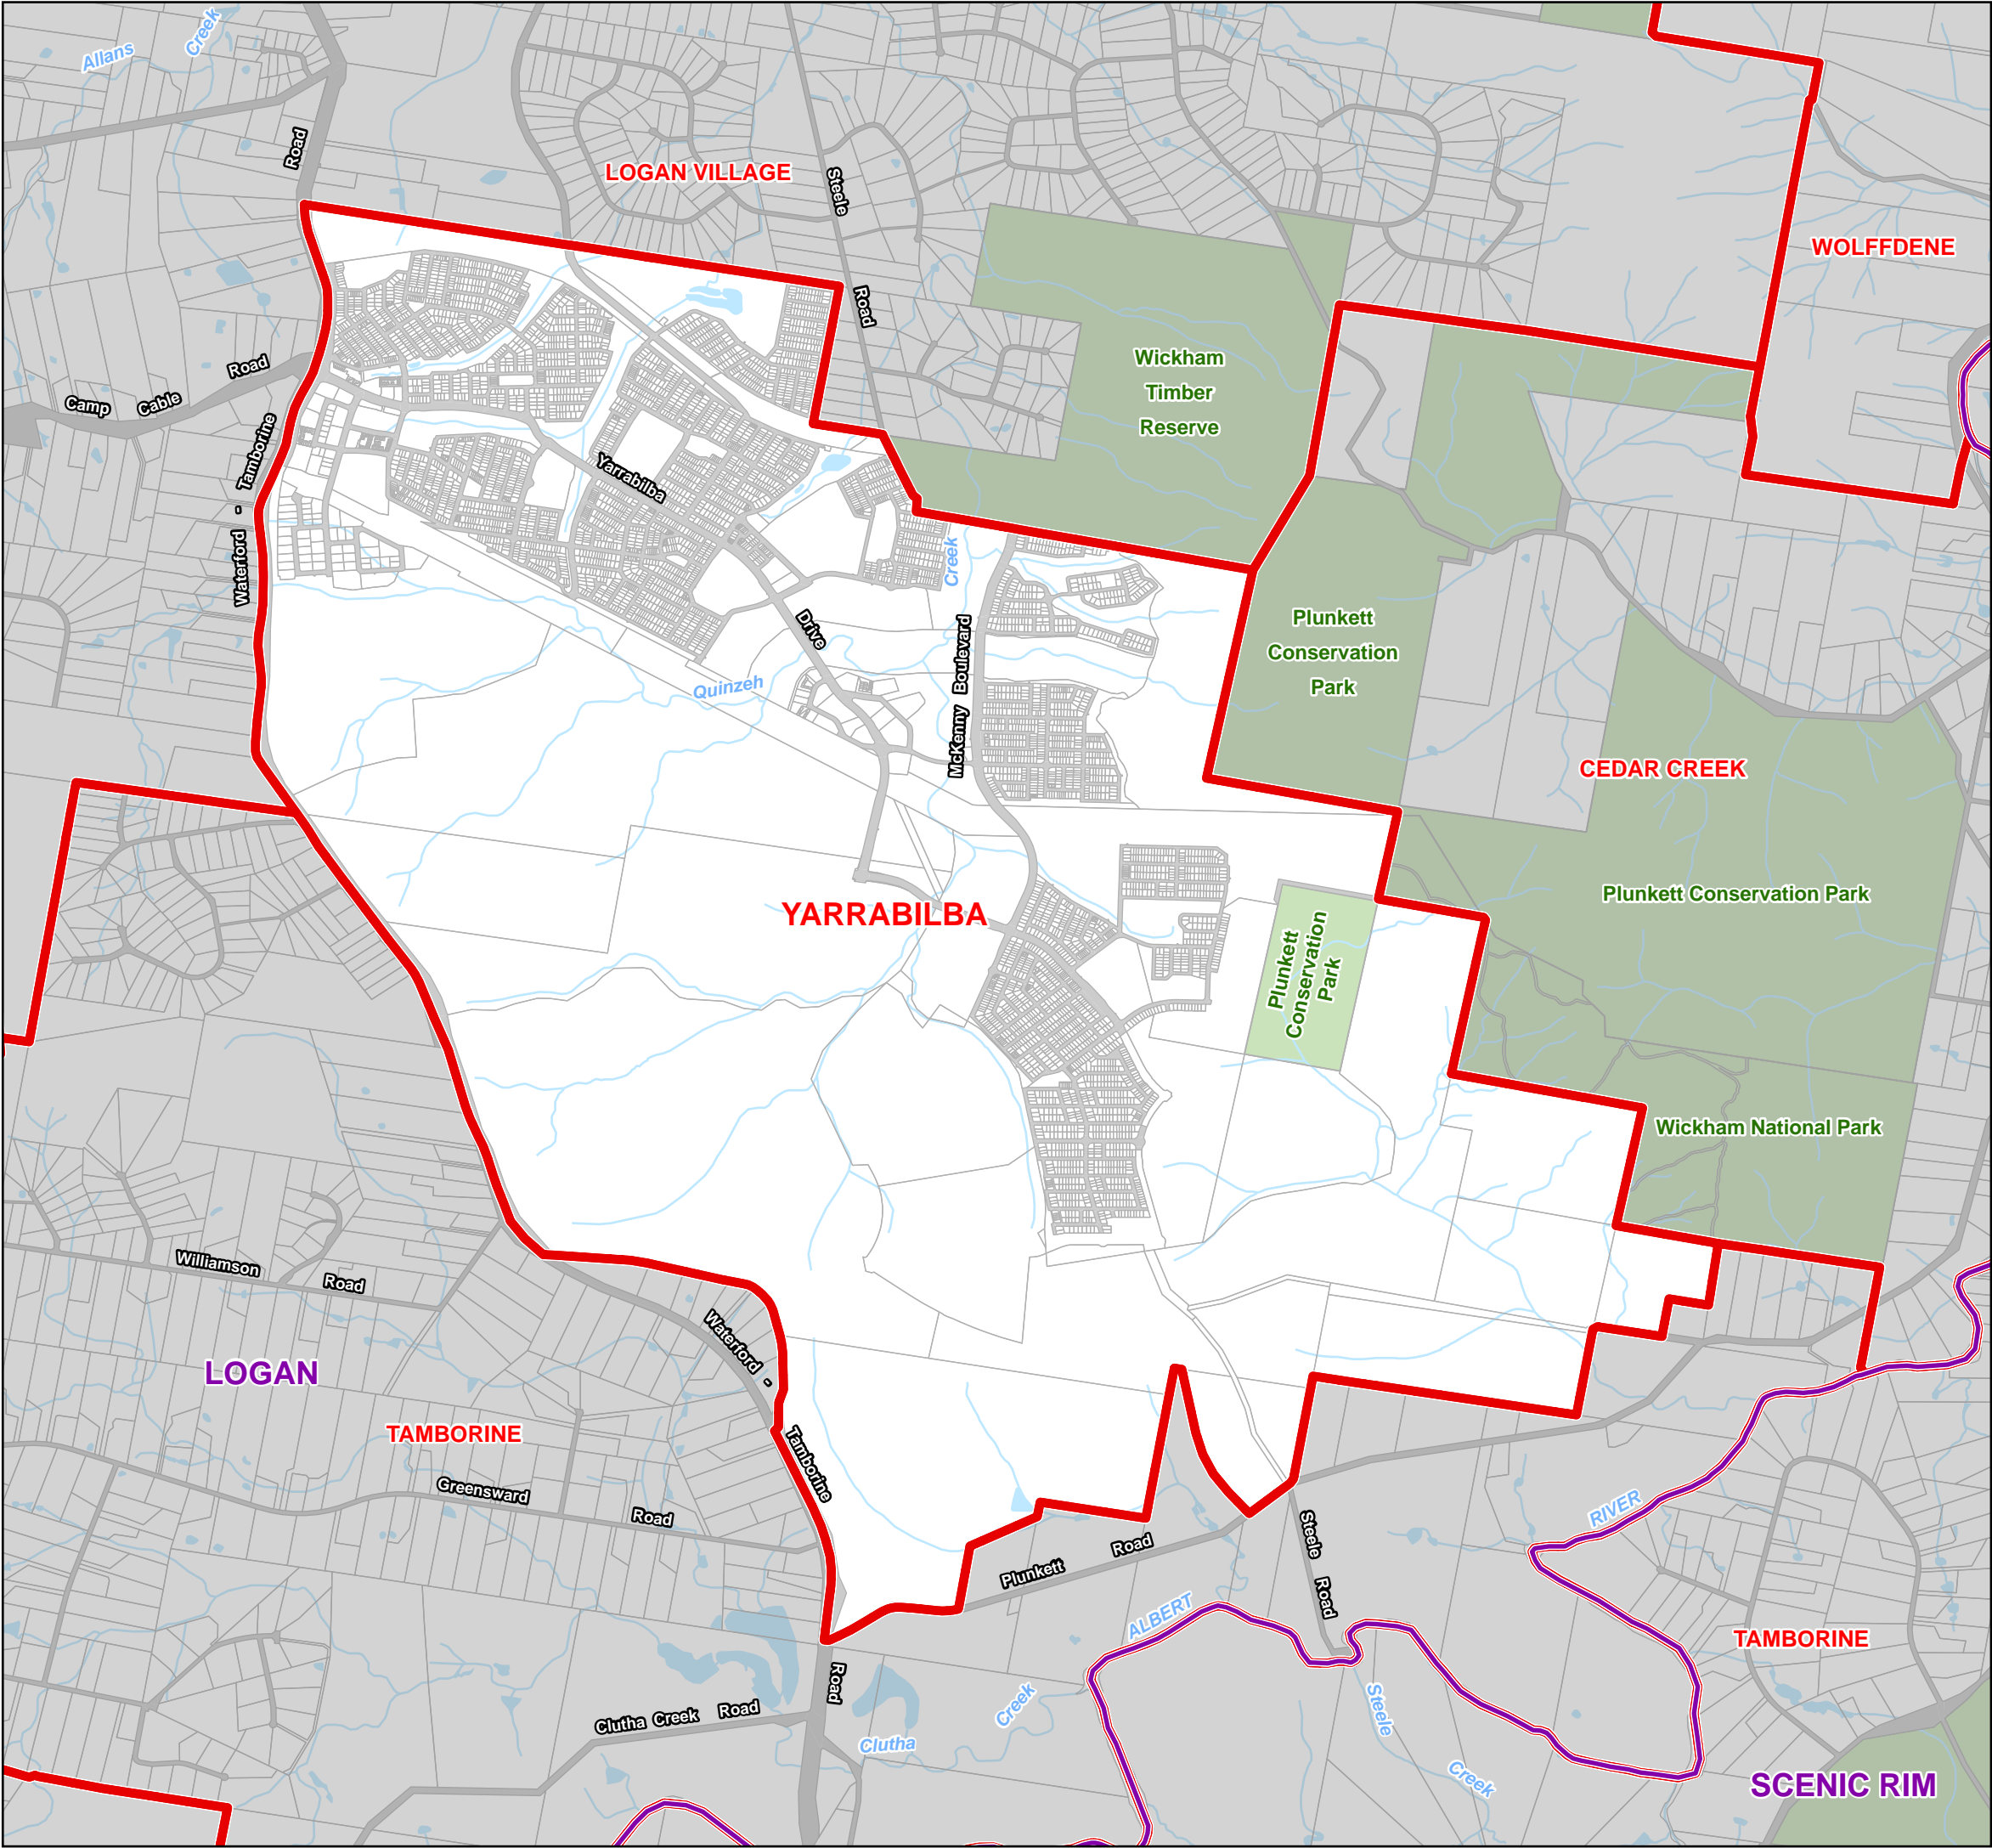 Allans
Creek
Road
LOGAN VILLAGE
Steele
Road
WOLFFDENE
Wickham
Timber
Reserve
Camp
Cable
Road
Waterford - Tamborine
Yarrabilba
Drive
Creek
Quinzeh
McKenny Boulevard
Plunkett
Conservation
Park
CEDAR CREEK
YARRABILBA
Plunkett Conservation Park
Plunkett
Conservation
Park
Wickham National Park
Williamson
Road
LOGAN
Waterford -
Tamborine
Road
TAMBORINE
Greensward
Road
Plunkett
Road
Steele
Road
RIVER
ALBERT
TAMBORINE
Clutha Creek Road
Clutha
Creek
Steele
Creek
SCENIC RIM